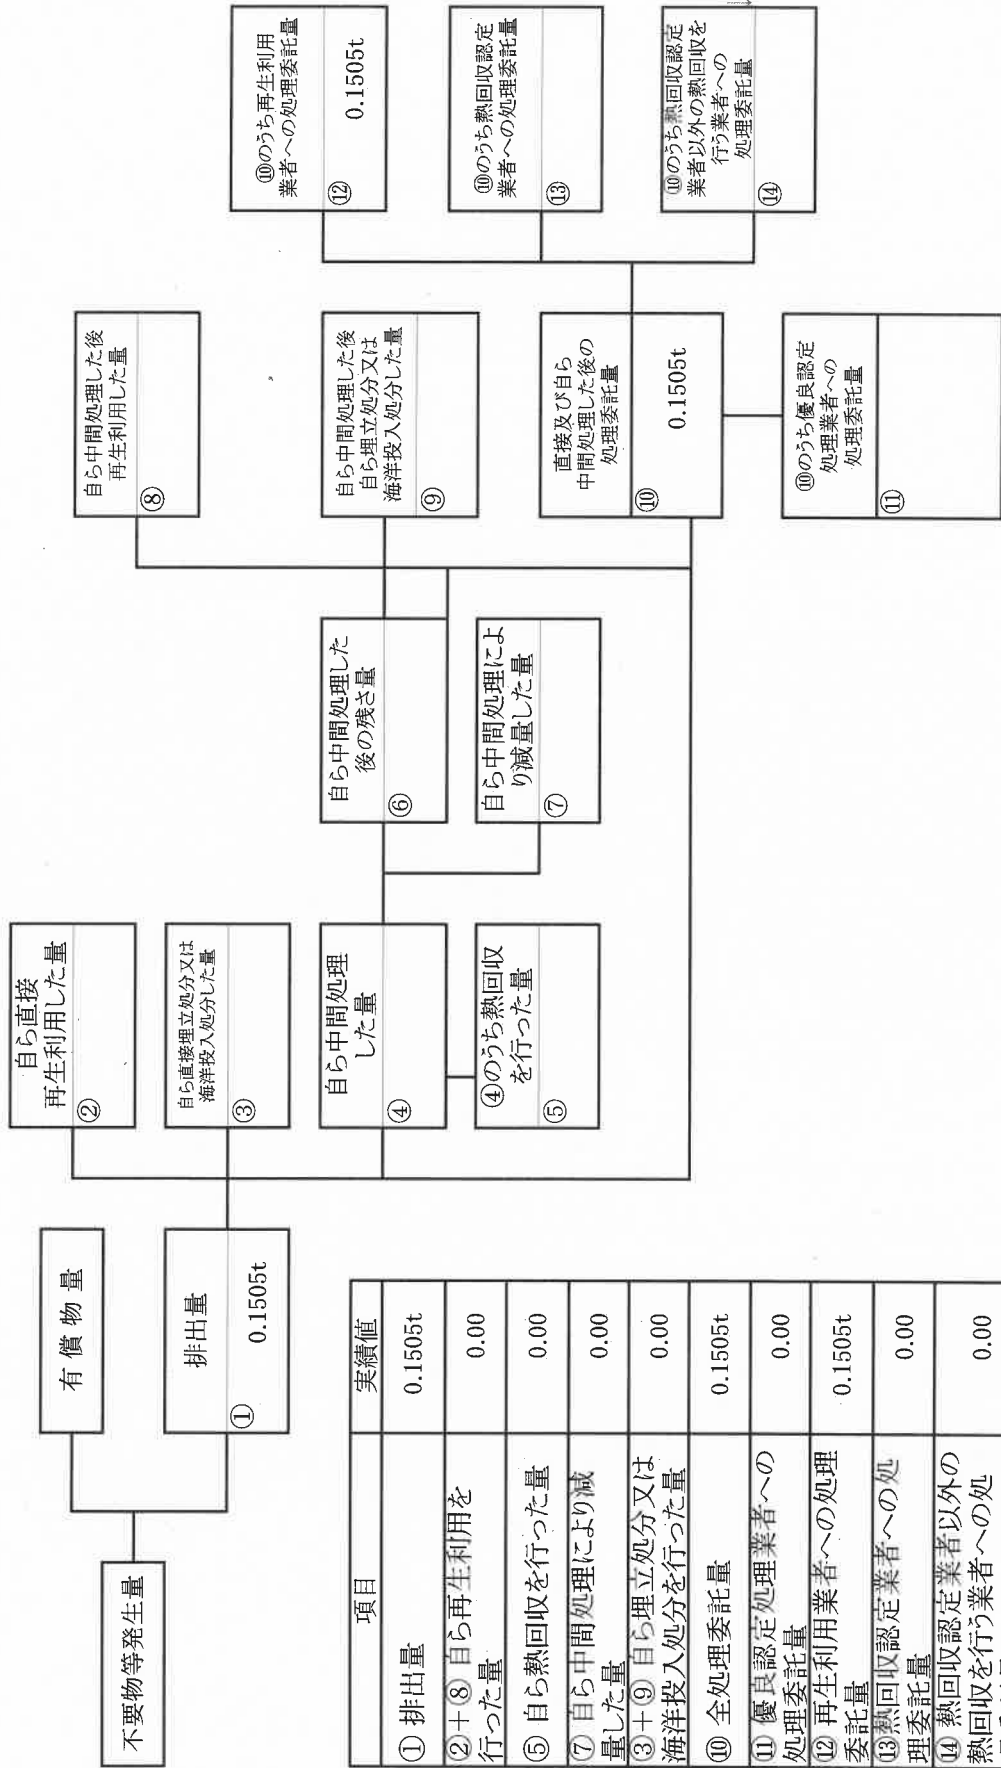 不要物等発生量
有償物量
排出量
①
0.1505t
自ら直接
再生利用した量
②
自ら直接埋立処分又は
海洋投入処分した量
③
自ら中間処理
した量
④
④のうち熱回収
を行った量
⑤
自ら中間処理した
後の残さ量
⑥
自ら中間処理によ
り減量した量
⑦
自ら中間処理した後
再生利用した量
⑧
自ら中間処理した後
自ら埋立処分又は
海洋投入処分した量
⑨
直接及び自ら
中間処理した後の
処理委託量
⑩
0.1505t
⑩のうち優良認定
処理業者への
処理委託量
⑪
⑩のうち再生利用
業者への処理委託量
⑫
0.1505t
⑩のうち熱回収認定
業者への処理委託量
⑬
⑩のうち熱回収認定
業者以外の熱回収を
行う業者への
処理委託量
⑭
項目 実績値
①排出量 0.1505t
②+⑧ 自ら再生利用を
行った量 0.00
⑤ 自ら熱回収を行った量 0.00
⑦ 自ら中間処理により減
量した量 0.00
③+⑨ 自ら埋立処分又は
海洋投入処分を行った量 0.00
⑩ 全処理委託量 0.1505t
⑪ 優良認定処理業者への
処理委託量 0.00
⑫ 再生利用業者への処理
委託量 0.1505t
⑬熱回収認定業者への処
理委託量 0.00
⑭ 熱回収認定業者以外の
熱回収を行う業者への処 0.00